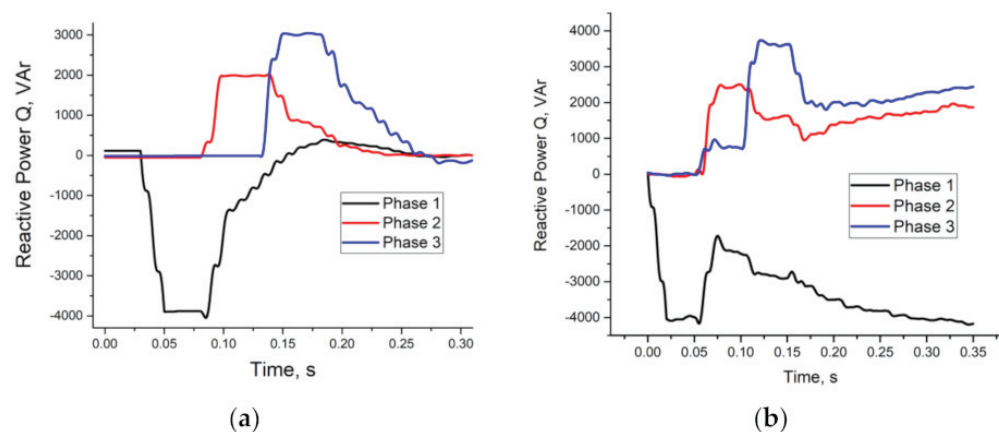 Reactive Power Q, VAr
3000
2000
1000
0
-1000
-2000
-3000
-4000
0.00 0.05 0.10 0.15 0.20 0.25 0.30
Time, s
Phase 1
Phase 2
Phase 3
(a)
Reactive Power Q, VAr
4000
3000
2000
1000
0
-1000
-2000
-3000
-4000
0.00 0.05 0.10 0.15 0.20 0.25 0.30 0.35
Time, s
Phase 1
Phase 2
Phase 3
(b)